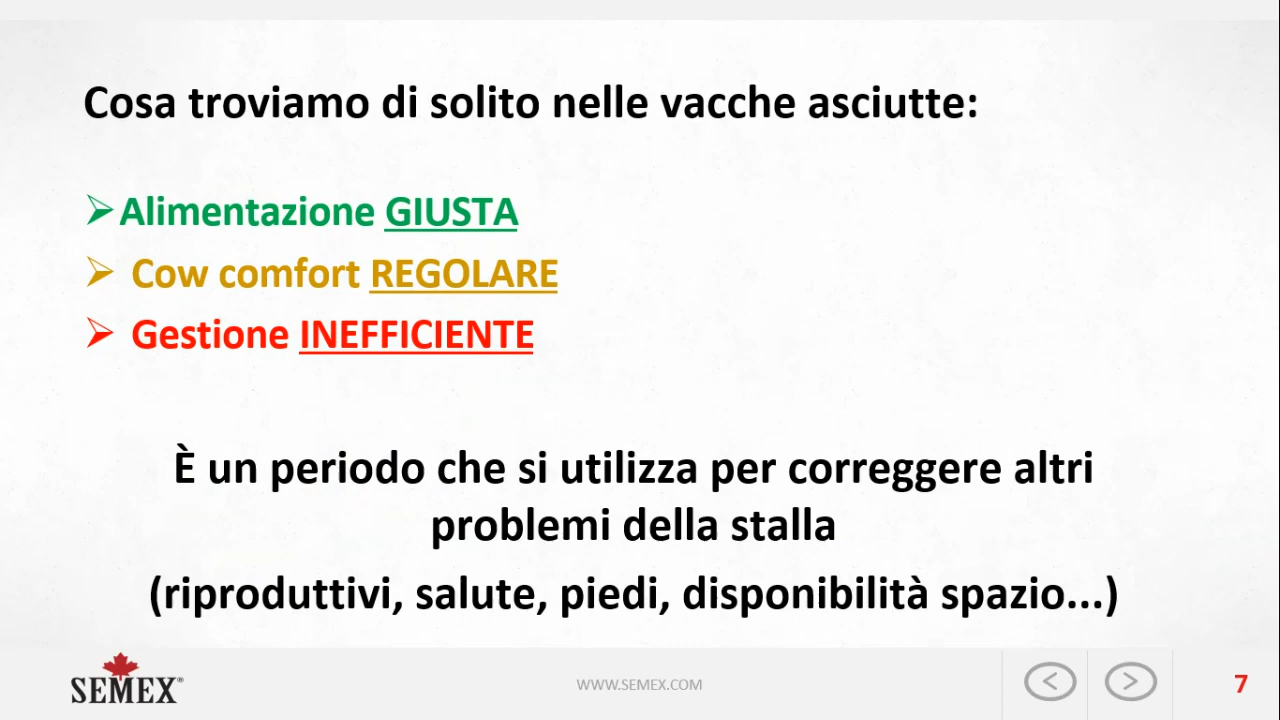 Cosa troviamo di solito nelle vacche asciutte:
➢Alimentazione GIUSTA
➢ Cow comfort REGOLARE
➢ Gestione INEFFICIENTE
È un periodo che si utilizza per correggere altri
problemi della stalla
(riproduttivi, salute, piedi, disponibilità spazio...)
SEMEX®
WWW.SEMEX.COM
7